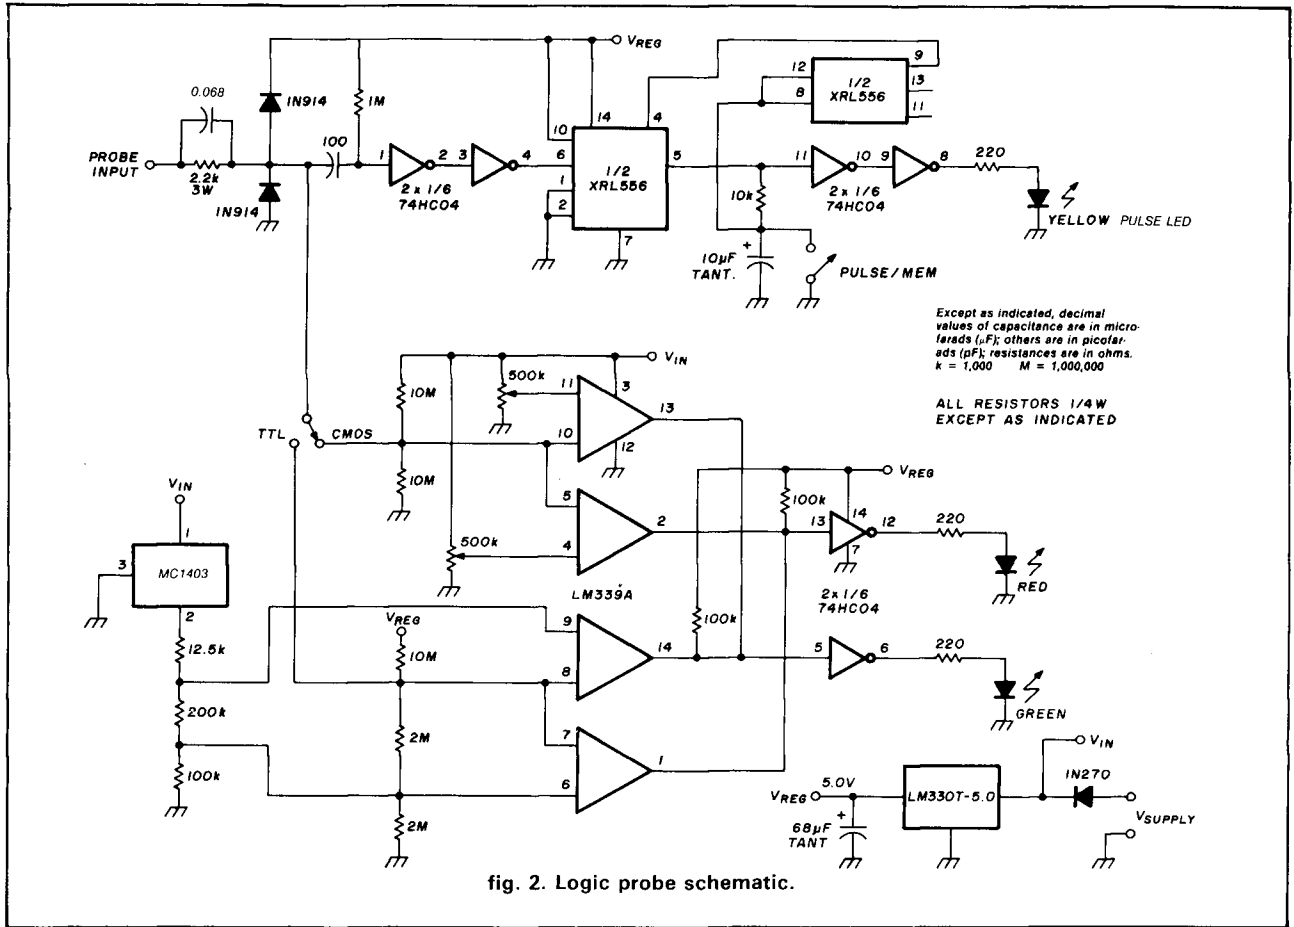 VREG
9
0.068
1N914
1M
12
1/2
XRL556
13
8
11
14
4
100
10
PROBE
INPUT
1
2
3
4
6
1/2
XRL556
5
11
10
9
8
220
2.2k
3W
2 x 1/6
74HC04
1
2
10k
2 x 1/6
74HC04
1N914
7
YELLOW PULSE LED
+
10µF
TANT.
PULSE/MEM
Except as indicated, decimal
values of capacitance are in micro-
farads (µF); others are in picofar-
ads (pF); resistances are in ohms.
k = 1,000 M = 1,000,000
ALL RESISTORS 1/4W
EXCEPT AS INDICATED
VIN
10M
500k
11
3
13
TTL
CMOS
10
12
10M
VREG
VIN
100k
5
2
13
14
12
220
1
500k
4
7
3
MC1403
RED
LM339A
2 x 1/6
74HC04
2
VREG
100k
9
12.5k
10M
14
5
6
220
8
200k
GREEN
7
2M
1
VIN
100k
6
1N270
VREG
5.0V
LM330T-5.0
2M
+
68µF
TANT
VSUPPLY
fig. 2. Logic probe schematic.